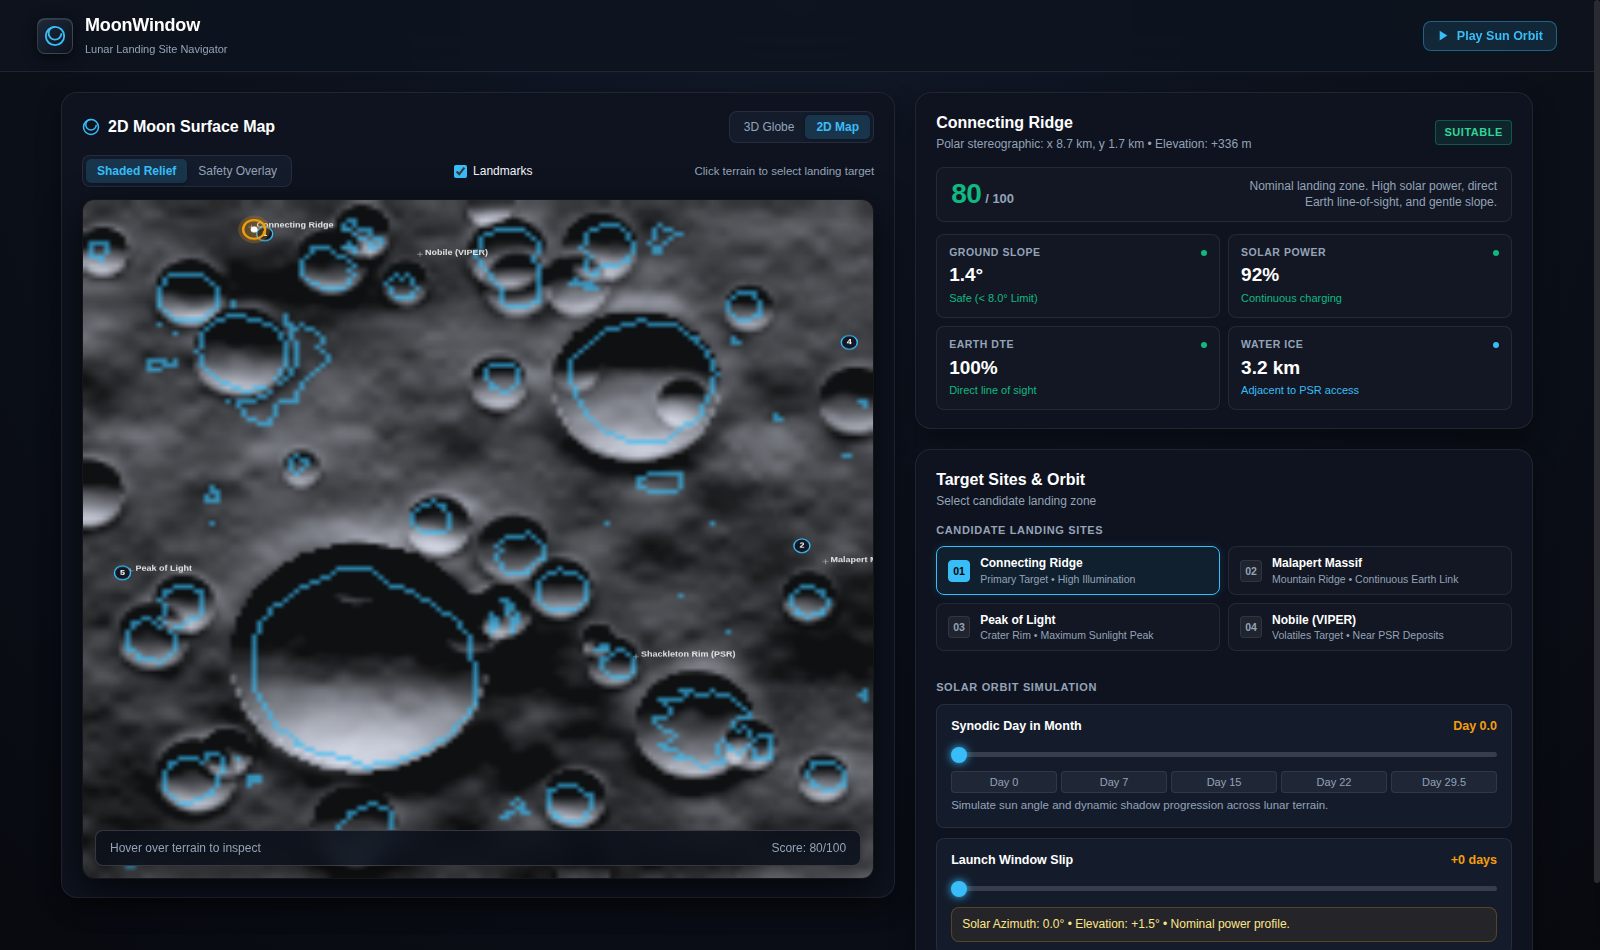 MoonWindow
Lunar Landing Site Navigator
Play Sun Orbit
2D Moon Surface Map
3D Globe
2D Map
Shaded Relief
Safety Overlay
Landmarks
Click terrain to select landing target
Connecting Ridge
1
Nobile (VIPER)
4
2
Malapert M
5
Peak of Light
Shackleton Rim (PSR)
Hover over terrain to inspect
Score: 80/100
Connecting Ridge
Polar stereographic: x 8.7 km, y 1.7 km • Elevation: +336 m
SUITABLE
80 / 100
Nominal landing zone. High solar power, direct
Earth line-of-sight, and gentle slope.
GROUND SLOPE
1.4°
Safe (< 8.0° Limit)
SOLAR POWER
92%
Continuous charging
EARTH DTE
100%
Direct line of sight
WATER ICE
3.2 km
Adjacent to PSR access
Target Sites & Orbit
Select candidate landing zone
CANDIDATE LANDING SITES
01
Connecting Ridge
Primary Target • High Illumination
02
Malapert Massif
Mountain Ridge • Continuous Earth Link
03
Peak of Light
Crater Rim • Maximum Sunlight Peak
04
Nobile (VIPER)
Volatiles Target • Near PSR Deposits
SOLAR ORBIT SIMULATION
Synodic Day in Month
Day 0.0
Day 0
Day 7
Day 15
Day 22
Day 29.5
Simulate sun angle and dynamic shadow progression across lunar terrain.
Launch Window Slip
+0 days
Solar Azimuth: 0.0° • Elevation: +1.5° • Nominal power profile.